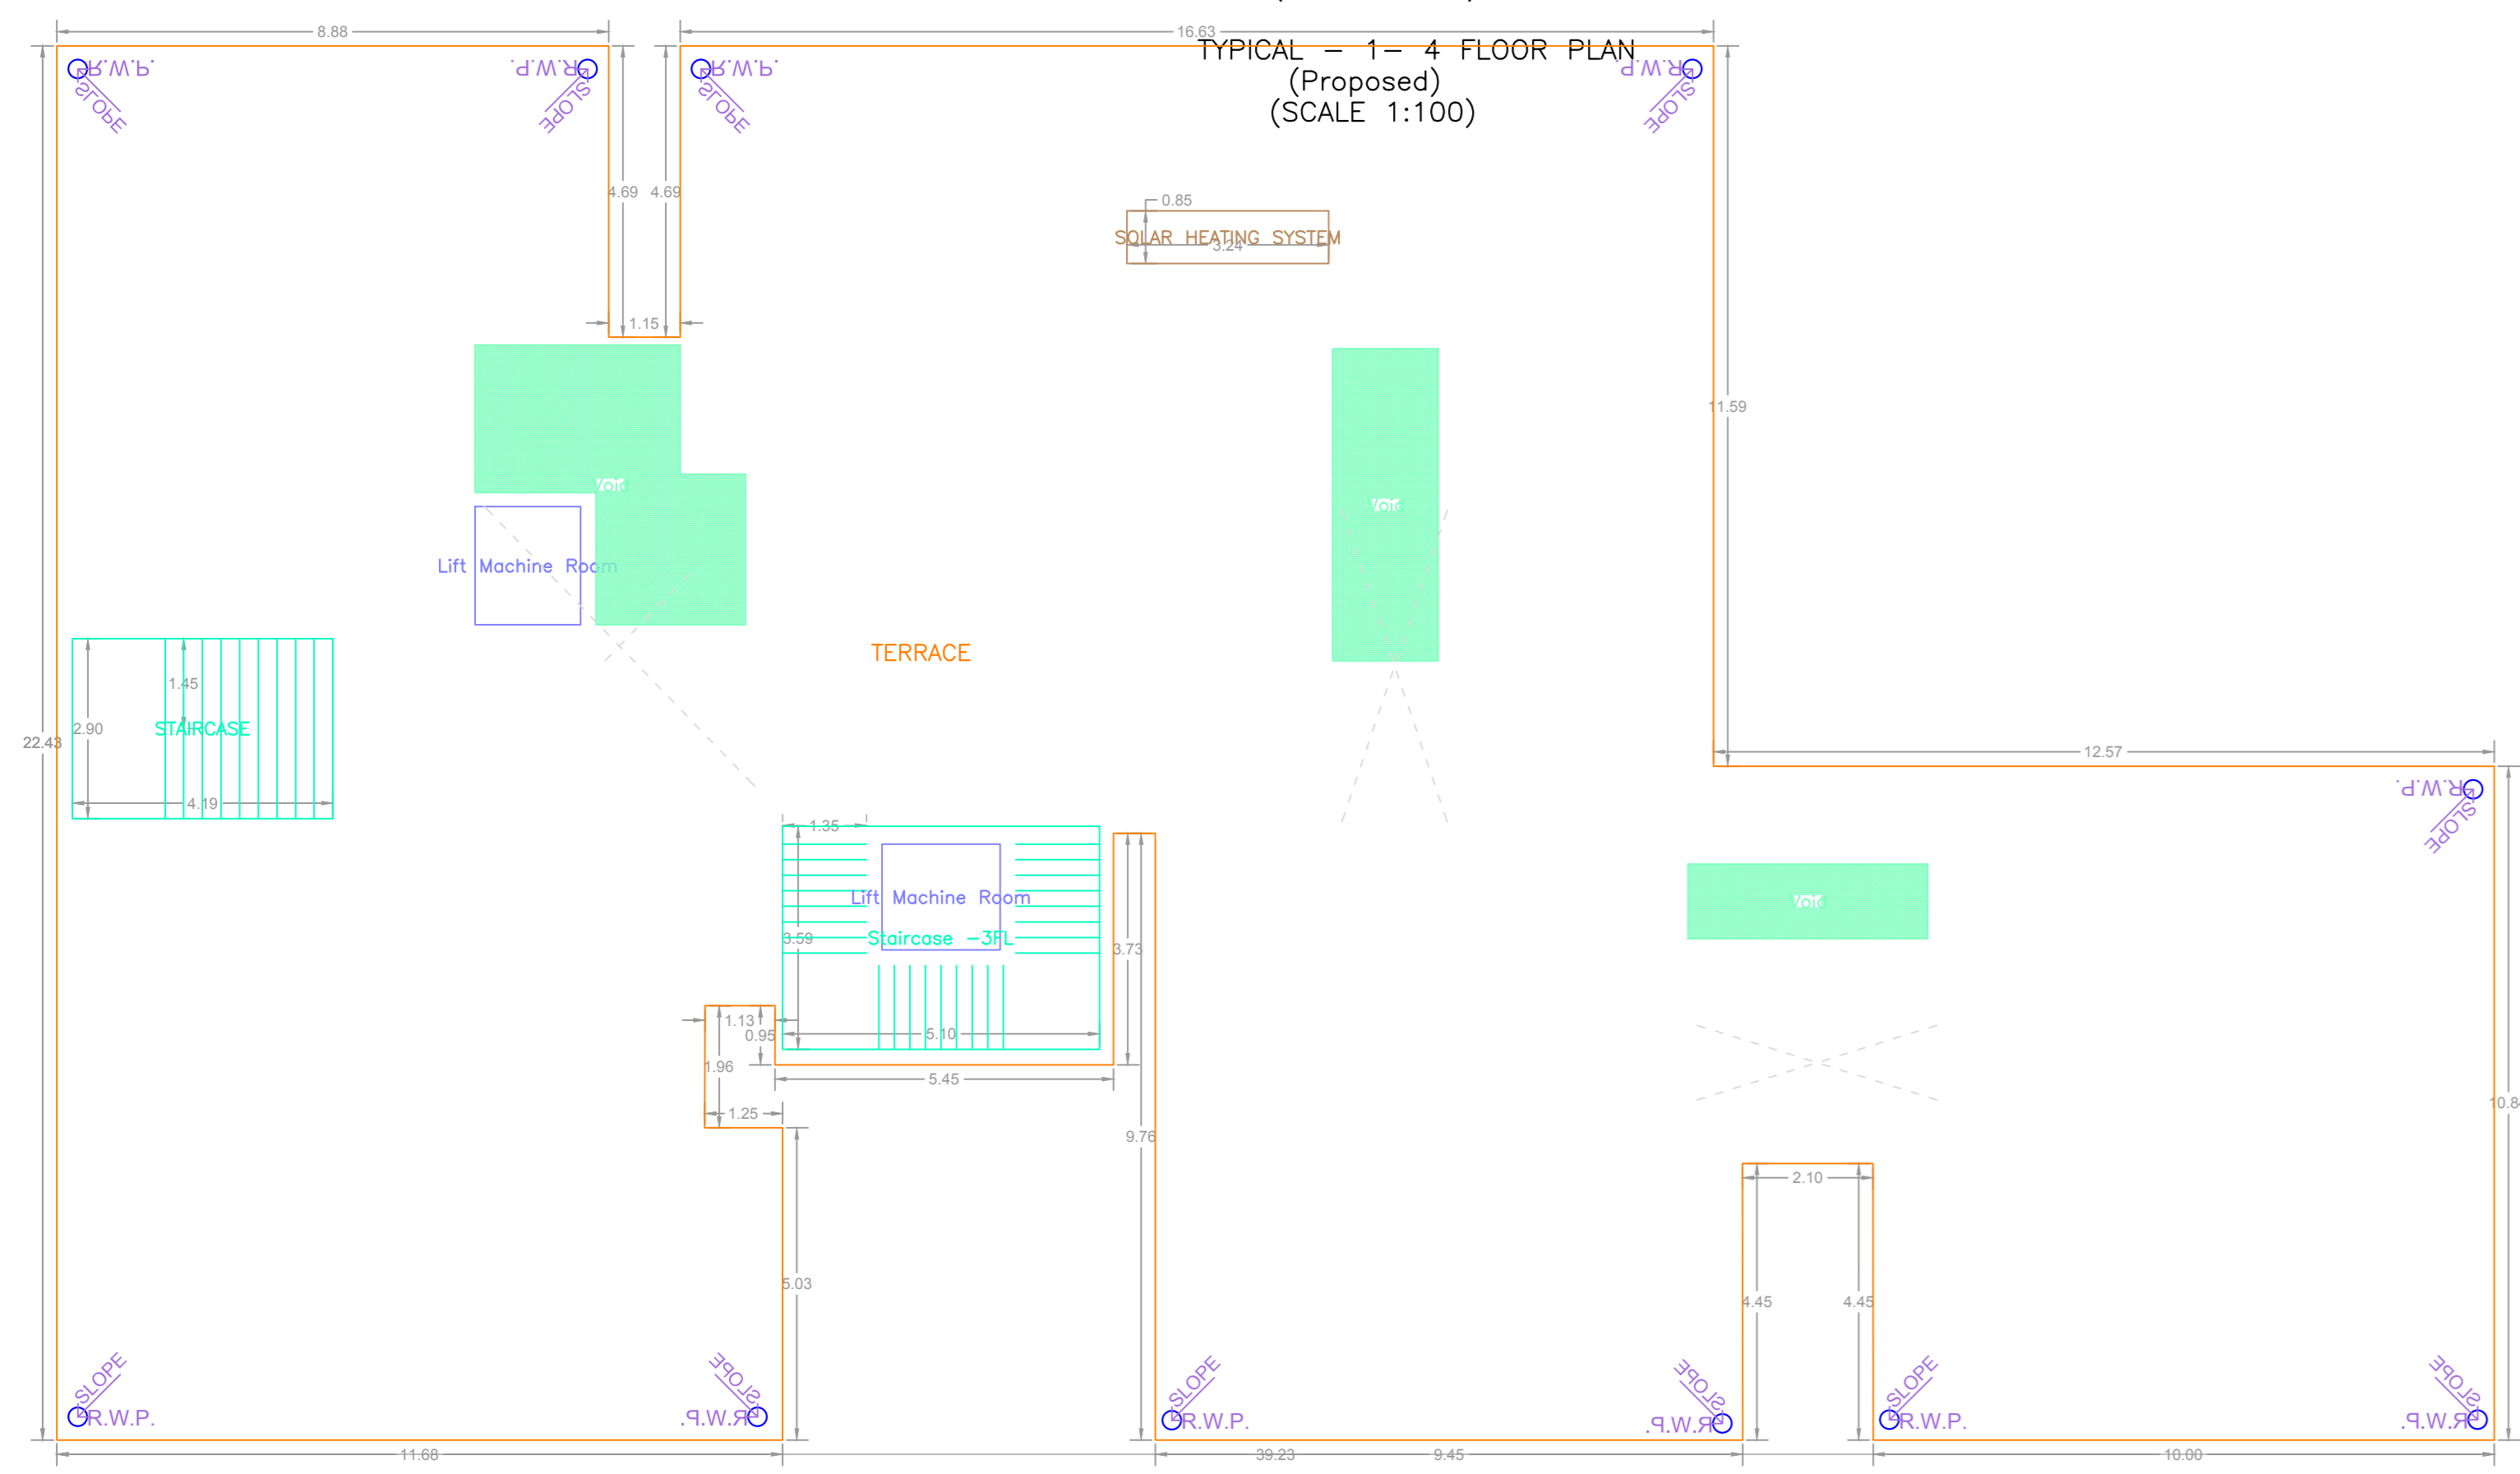 8.88
16.63
TYPICAL - 1- 4 FLOOR PLAN
(Proposed)
(SCALE 1:100)
R.W.P.
SLOPE
R.W.P.
SLOPE
R.W.P.
SLOPE
R.W.P.
SLOPE
4.69
4.69
0.85
SOLAR HEATING SYSTEM
3.24
1.15
11.59
Void
Void
Lift Machine Room
TERRACE
1.45
STAIRCASE
2.90
22.43
4.19
12.57
R.W.P.
SLOPE
1.35
Lift Machine Room
Void
Staircase -3FL
3.59
3.73
1.13
0.95
5.10
1.96
5.45
1.25
9.76
2.10
5.03
4.45
4.45
SLOPE
R.W.P.
SLOPE
R.W.P.
SLOPE
R.W.P.
SLOPE
R.W.P.
SLOPE
R.W.P.
SLOPE
R.W.P.
11.68
39.23
9.45
10.00